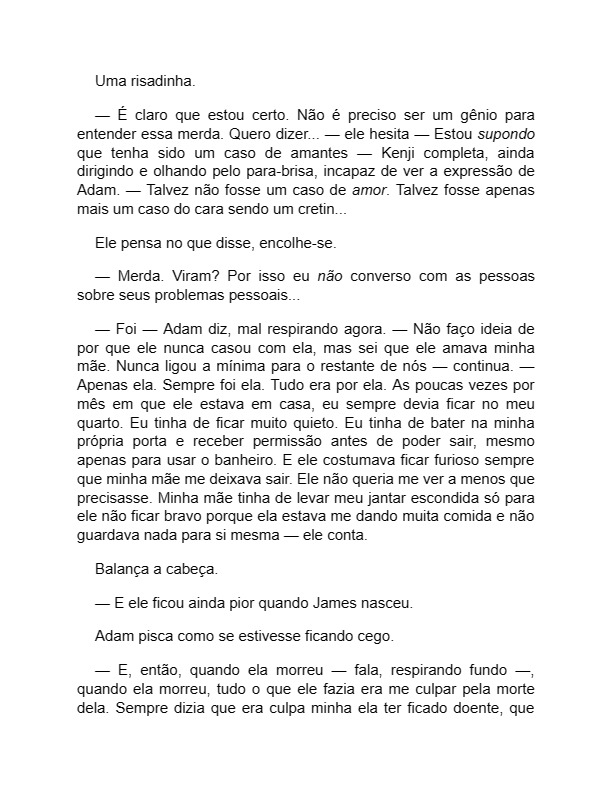 Uma risadinha.
— É claro que estou certo. Não é preciso ser um gênio para
entender essa merda. Quero dizer... — ele hesita — Estou supondo
que tenha sido um caso de amantes — Kenji completa, ainda
dirigindo e olhando pelo para-brisa, incapaz de ver a expressão de
Adam. — Talvez não fosse um caso de amor. Talvez fosse apenas
mais um caso do cara sendo um cretin...
Ele pensa no que disse, encolhe-se.
— Merda. Viram? Por isso eu não converso com as pessoas
sobre seus problemas pessoais...
— Foi — Adam diz, mal respirando agora. — Não faço ideia de
por que ele nunca casou com ela, mas sei que ele amava minha
mãe. Nunca ligou a mínima para o restante de nós — continua. —
Apenas ela. Sempre foi ela. Tudo era por ela. As poucas vezes por
mês em que ele estava em casa, eu sempre devia ficar no meu
quarto. Eu tinha de ficar muito quieto. Eu tinha de bater na minha
própria porta e receber permissão antes de poder sair, mesmo
apenas para usar o banheiro. E ele costumava ficar furioso sempre
que minha mãe me deixava sair. Ele não queria me ver a menos que
precisasse. Minha mãe tinha de levar meu jantar escondida só para
ele não ficar bravo porque ela estava me dando muita comida e não
guardava nada para si mesma — ele conta.
Balança a cabeça.
— E ele ficou ainda pior quando James nasceu.
Adam pisca como se estivesse ficando cego.
— E, então, quando ela morreu — fala, respirando fundo —,
quando ela morreu, tudo o que ele fazia era me culpar pela morte
dela. Sempre dizia que era culpa minha ela ter ficado doente, que